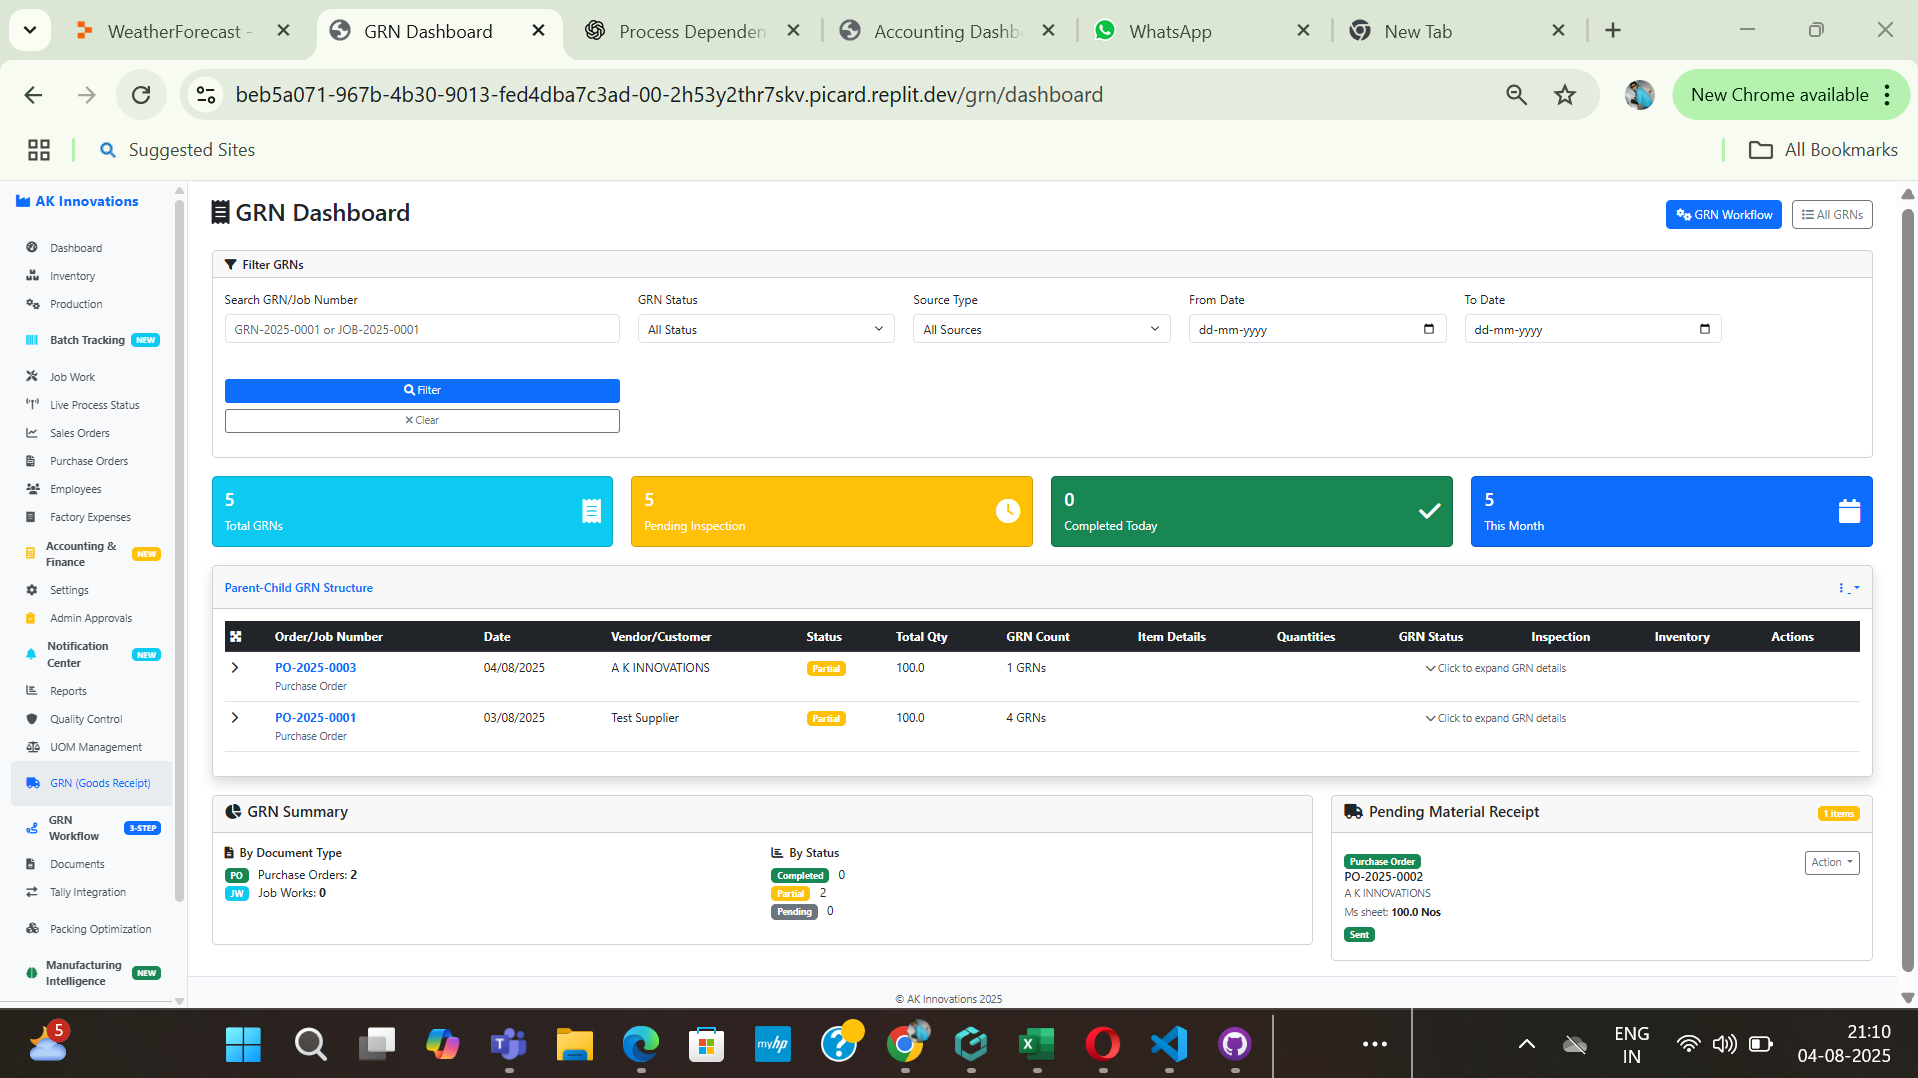 WeatherForecast -
GRN Dashboard
Process Dependen
Accounting Dashb
WhatsApp
New Tab
beb5a071-967b-4b30-9013-fed4dba7c3ad-00-2h53y2thr7skv.picard.replit.dev/grn/dashboard
New Chrome available
Suggested Sites
All Bookmarks
AK Innovations
Dashboard
Inventory
Production
Batch Tracking NEW
Job Work
Live Process Status
Sales Orders
Purchase Orders
Employees
Factory Expenses
Accounting &
Finance
NEW
Settings
Admin Approvals
Notification
Center
NEW
Reports
Quality Control
UOM Management
GRN (Goods Receipt)
GRN
Workflow
3-STEP
Documents
Tally Integration
Packing Optimization
Manufacturing
Intelligence
NEW
GRN Dashboard
GRN Workflow
All GRNs
Filter GRNs
Search GRN/Job Number
GRN Status
Source Type
From Date
To Date
GRN-2025-0001 or JOB-2025-0001
All Status
All Sources
dd-mm-yyyy
dd-mm-yyyy
Filter
Clear
5
Total GRNs
5
Pending Inspection
0
Completed Today
5
This Month
Parent-Child GRN Structure
Order/Job Number Date Vendor/Customer Status Total Qty GRN Count Item Details Quantities GRN Status Inspection Inventory Actions
PO-2025-0003 04/08/2025 A K INNOVATIONS Partial 100.0 1 GRNs Click to expand GRN details
Purchase Order
PO-2025-0001 03/08/2025 Test Supplier Partial 100.0 4 GRNs Click to expand GRN details
Purchase Order
GRN Summary
By Document Type
PO Purchase Orders: 2
JW Job Works: 0
By Status
Completed 0
Partial 2
Pending 0
Pending Material Receipt
1 items
Purchase Order
Action
PO-2025-0002
A K INNOVATIONS
Ms sheet: 100.0 Nos
Sent
© AK Innovations 2025
5
myhp
ENG
IN
21:10
04-08-2025